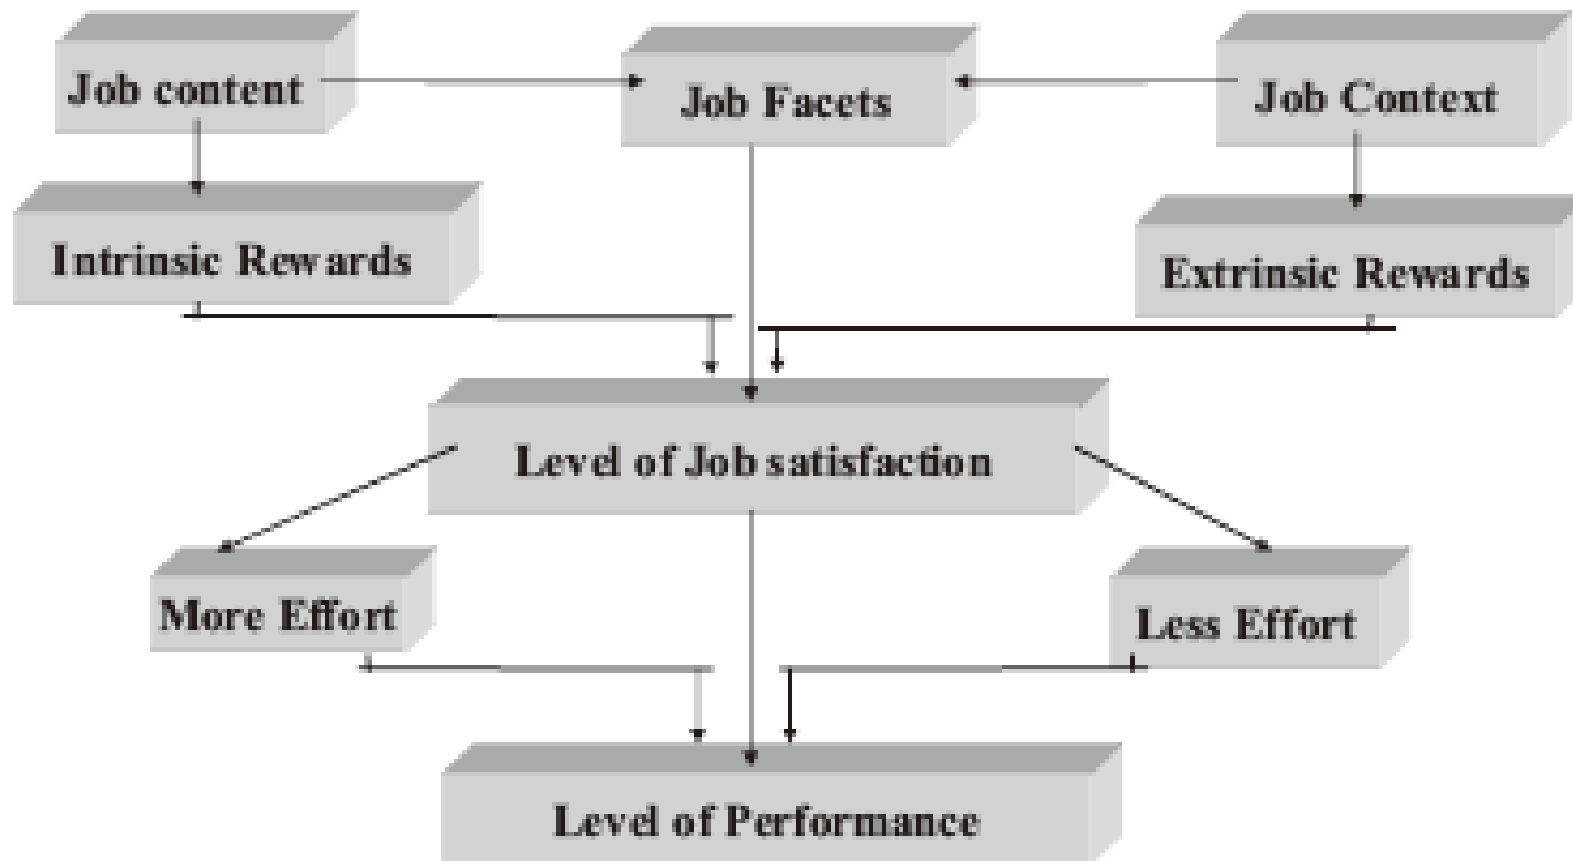 Job content
Job Facets
Job Context
Intrinsic Rewards
Extrinsic Rewards
Level of Job satisfaction
More Effort
Less Effort
Level of Performance